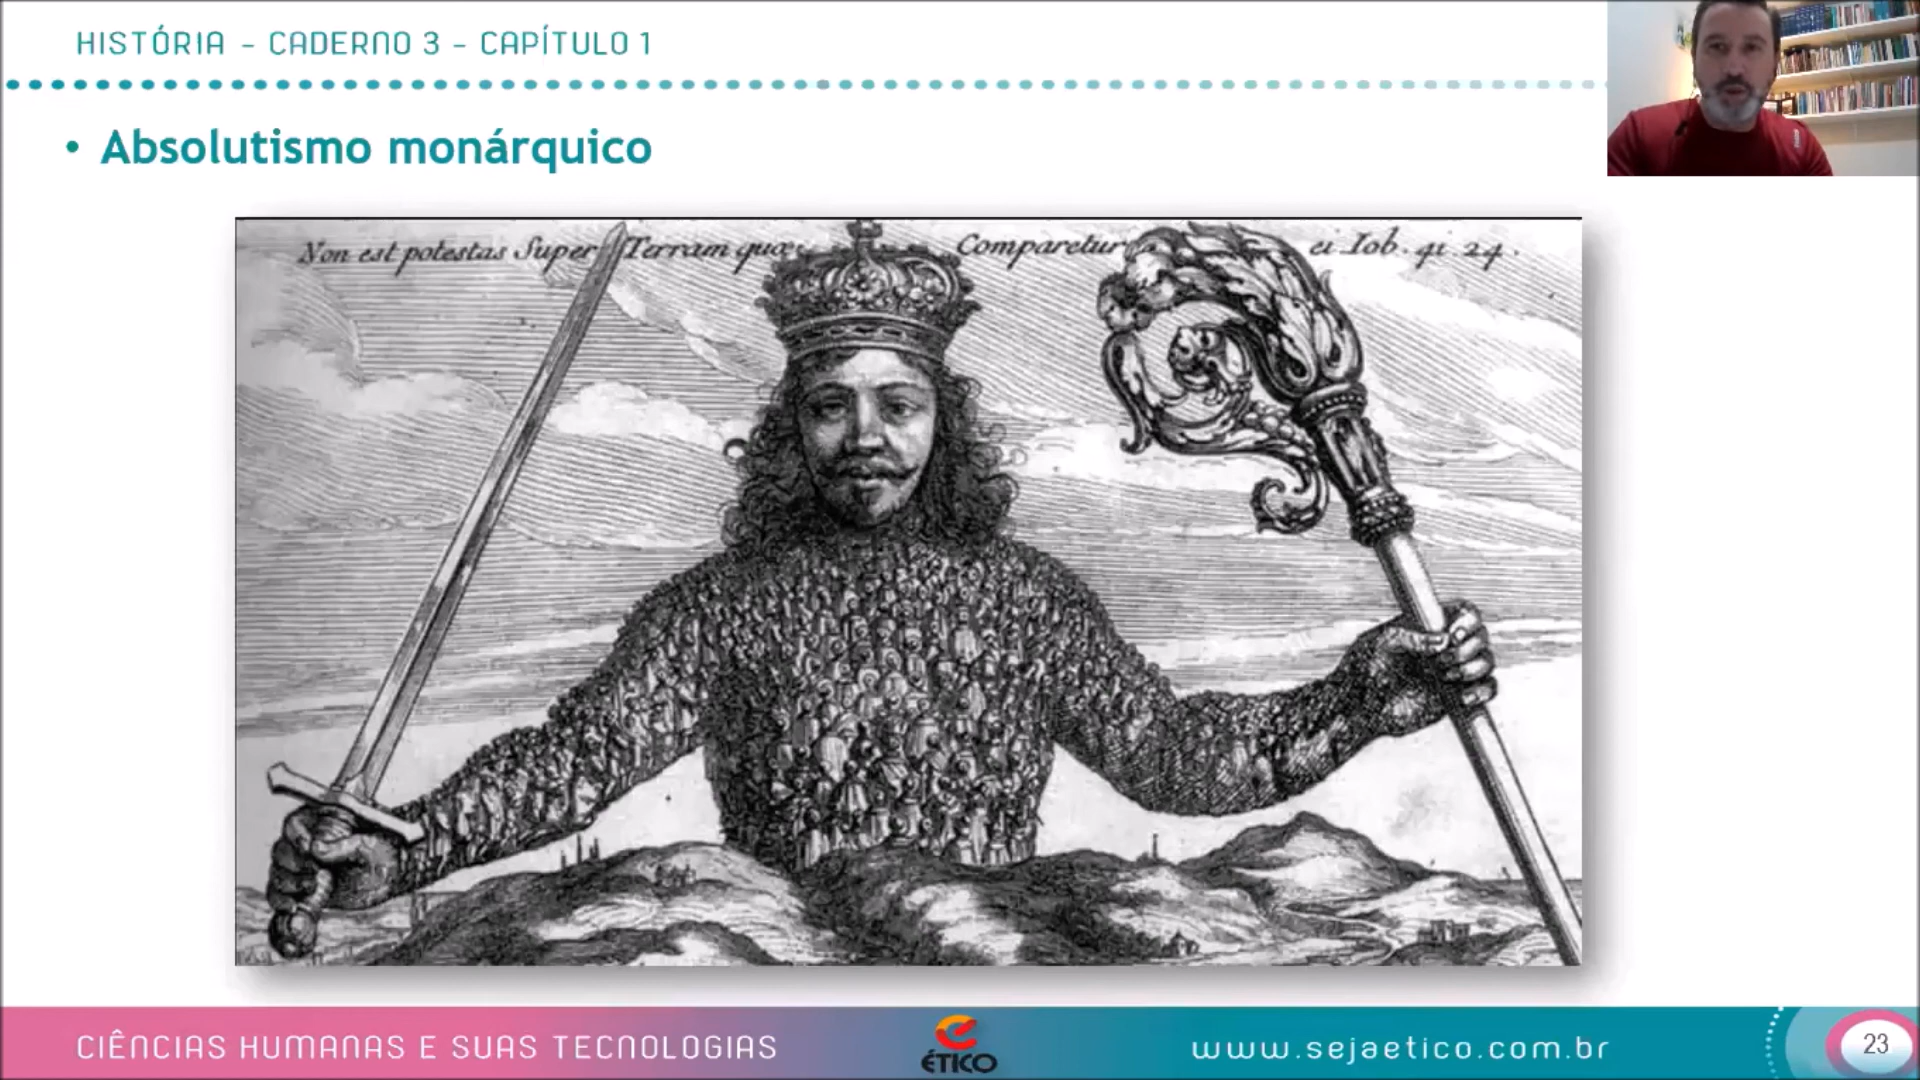 HISTÓRIA - CADERNO 3 - CAPÍTULO 1
• Absolutismo monárquico
Non est potestas Super Terram quæ Comparetur ei Iob. 41. 24.
CIÊNCIAS HUMANAS E SUAS TECNOLOGIAS
ÉTICO
www.sejaetico.com.br
23